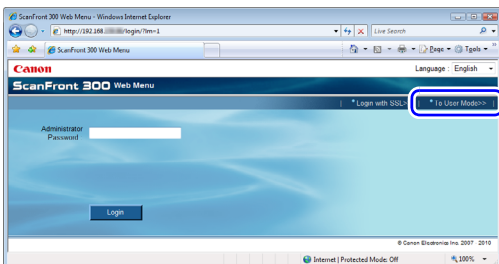 ScanFront 300 Web Menu - Windows Internet Explorer
http://192.168. /login/?lm=1
Live Search
ScanFront 300 Web Menu
Page
Tools
Canon
Language : English
ScanFront 300 Web Menu
* Login with SSL>
| * To User Mode>> |
Administrator
Password
Login
© Canon Electronics Inc. 2007 - 2010
Internet | Protected Mode: Off
100%